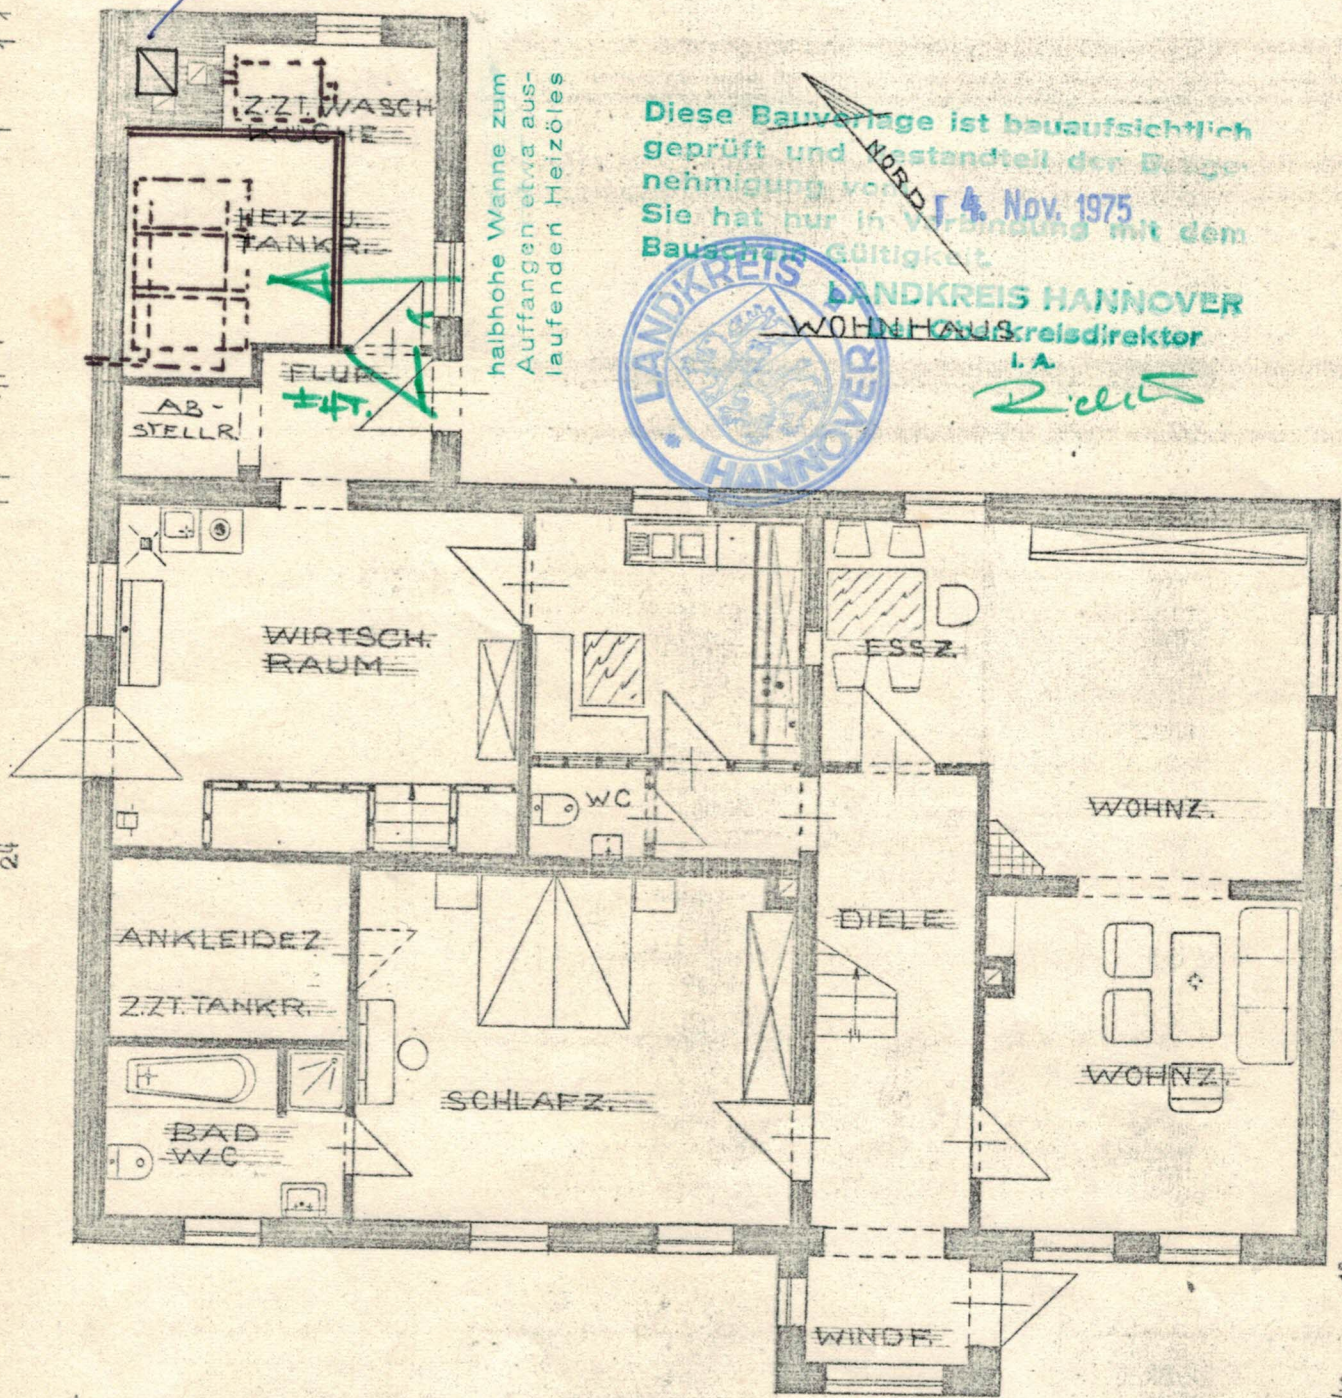 Z.ZT. WASCH
KÜCHE
HEIZ- U.
TANKR.
FLUR
AB-
STELLR.
halbhohe Wanne zum
Auffangen etwa aus-
laufenden Heizöles
Diese Bauvorlage ist bauaufsichtlich
geprüft und Bestandteil der Bauge-
nehmigung vom
4. Nov. 1975
Sie hat nur in Verbindung mit dem
Bauschein Gültigkeit.
LANDKREIS HANNOVER
Der Oberkreisdirektor
I. A.
NORD
LANDKREIS
HANNOVER
WOHNHAUS
WIRTSCH.
RAUM
ESSZ.
WOHNZ.
WC
DIELE
ANKLEIDEZ
Z.ZT. TANKR.
WOHNZ.
SCHLAFZ.
BAD
W.C
WINDF.
24